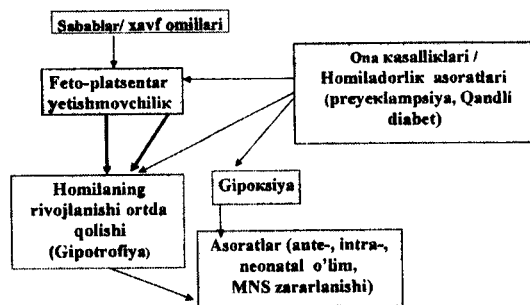 Sabablar/ xavf omillari
Feto-platsentar
yetishmovchilik
Ona kasalliklari /
Homiladorlik asoratlari
(preyeklampsiya, Qandli
diabet)
Homilaning
rivojlanishi ortda
qolishi
(Gipotrofiya)
Gipoksiya
Asoratlar (ante-, intra-,
neonatal o’lim,
MNS zararlanishi)